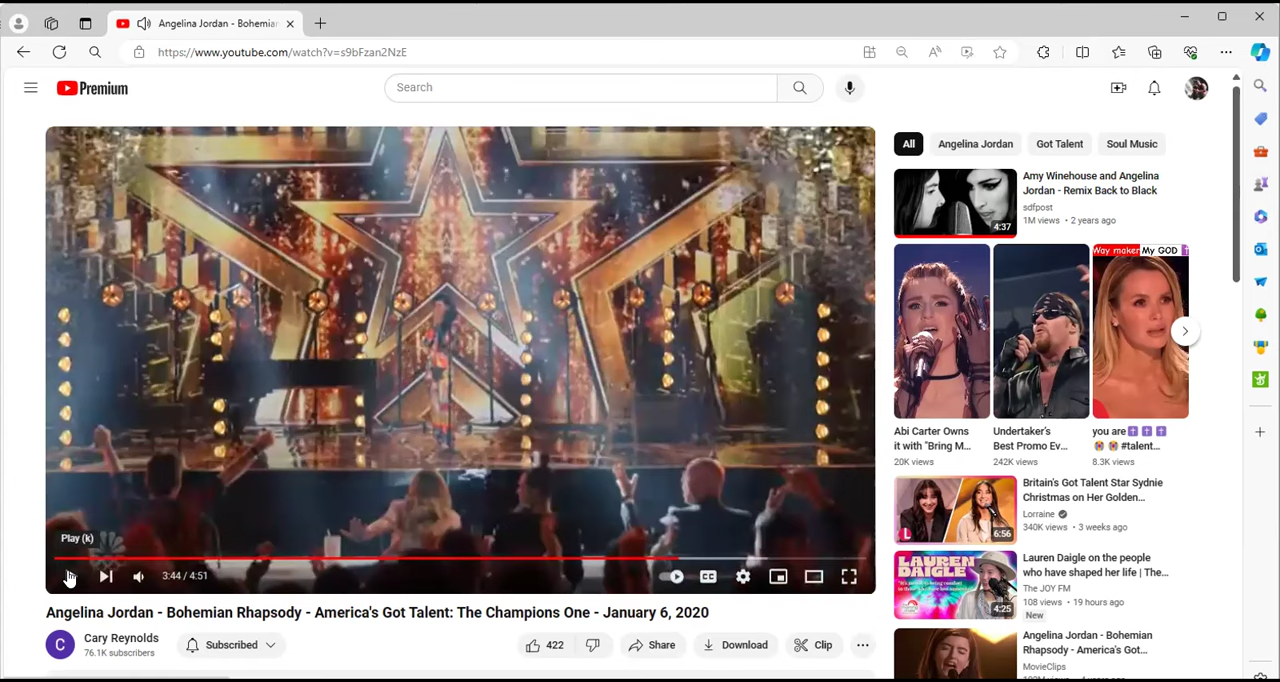 Angelina Jordan - Bohemia
https://www.youtube.com/watch?v=s9bFzan2NzE
Premium
Search
All
Angelina Jordan
Got Talent
Soul Music
Amy Winehouse and Angelina
Jordan - Remix Back to Black
sdfpost
1M views • 2 years ago
4:37
Way maker My GOD
Abi Carter Owns
it with "Bring M...
20K views
Undertaker's
Best Promo Ev...
242K views
you are
#talent...
8.3K views
Britain's Got Talent Star Sydnie
Christmas on Her Golden...
Lorraine
340K views • 3 weeks ago
L
6:56
LAUREN
DAIGLE
4:25
Lauren Daigle on the people
who have shaped her life | The...
The JOY FM
108 views • 19 hours ago
New
Angelina Jordan - Bohemian
Rhapsody - America's Got...
MovieClips
Play (k)
3:44 / 4:51
CC
Angelina Jordan - Bohemian Rhapsody - America's Got Talent: The Champions One - January 6, 2020
C
Cary Reynolds
76.1K subscribers
Subscribed
422
Share
Download
Clip